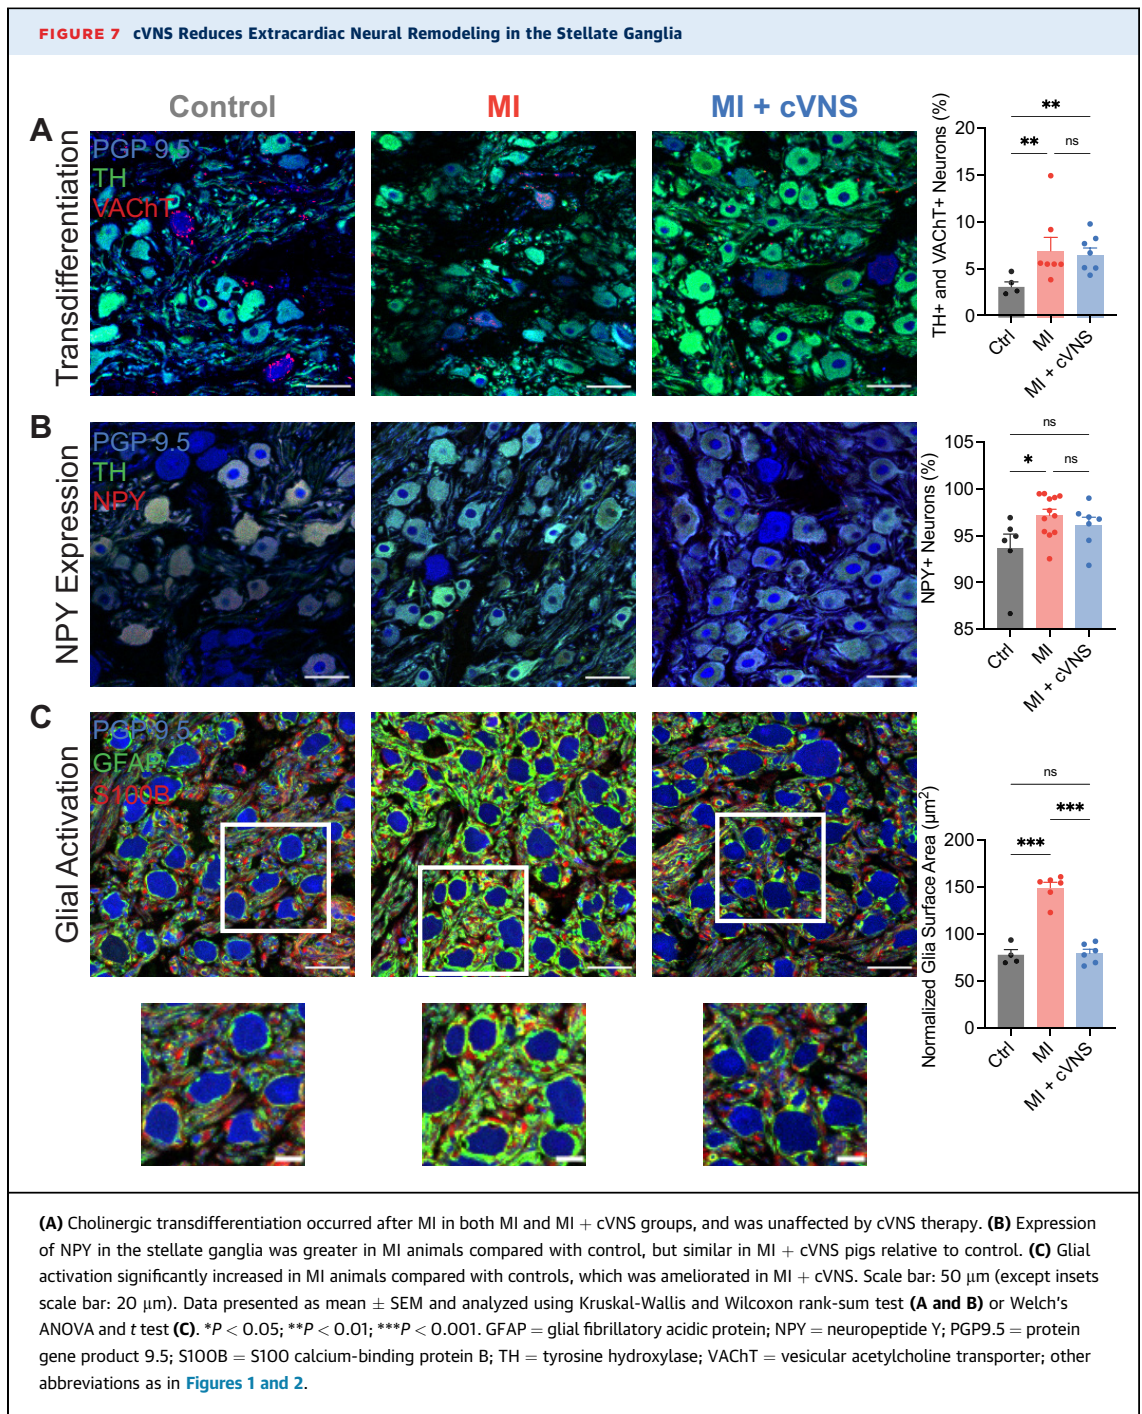 FIGURE 7 cVNS Reduces Extracardiac Neural Remodeling in the Stellate Ganglia
Control
MI
MI + cVNS
A
Transdifferentiation
PGP 9.5
TH
VAChT
TH+ and VAChT+ Neurons (%)
**
**
ns
20
15
10
5
0
Ctrl
MI
MI + cVNS
B
NPY Expression
PGP 9.5
TH
NPY
NPY+ Neurons (%)
ns
*
ns
105
100
95
90
85
Ctrl
MI
MI + cVNS
C
Glial Activation
PGP 9.5
GFAP
S100B
Normalized Glia Surface Area (µm²)
ns
***
***
200
150
100
50
0
Ctrl
MI
MI + cVNS
(A) Cholinergic transdifferentiation occurred after MI in both MI and MI + cVNS groups, and was unaffected by cVNS therapy. (B) Expression
of NPY in the stellate ganglia was greater in MI animals compared with control, but similar in MI + cVNS pigs relative to control. (C) Glial
activation significantly increased in MI animals compared with controls, which was ameliorated in MI + cVNS. Scale bar: 50 µm (except insets
scale bar: 20 µm). Data presented as mean ± SEM and analyzed using Kruskal-Wallis and Wilcoxon rank-sum test (A and B) or Welch's
ANOVA and t test (C). *P < 0.05; **P < 0.01; ***P < 0.001. GFAP = glial fibrillatory acidic protein; NPY = neuropeptide Y; PGP9.5 = protein
gene product 9.5; S100B = S100 calcium-binding protein B; TH = tyrosine hydroxylase; VAChT = vesicular acetylcholine transporter; other
abbreviations as in Figures 1 and 2.